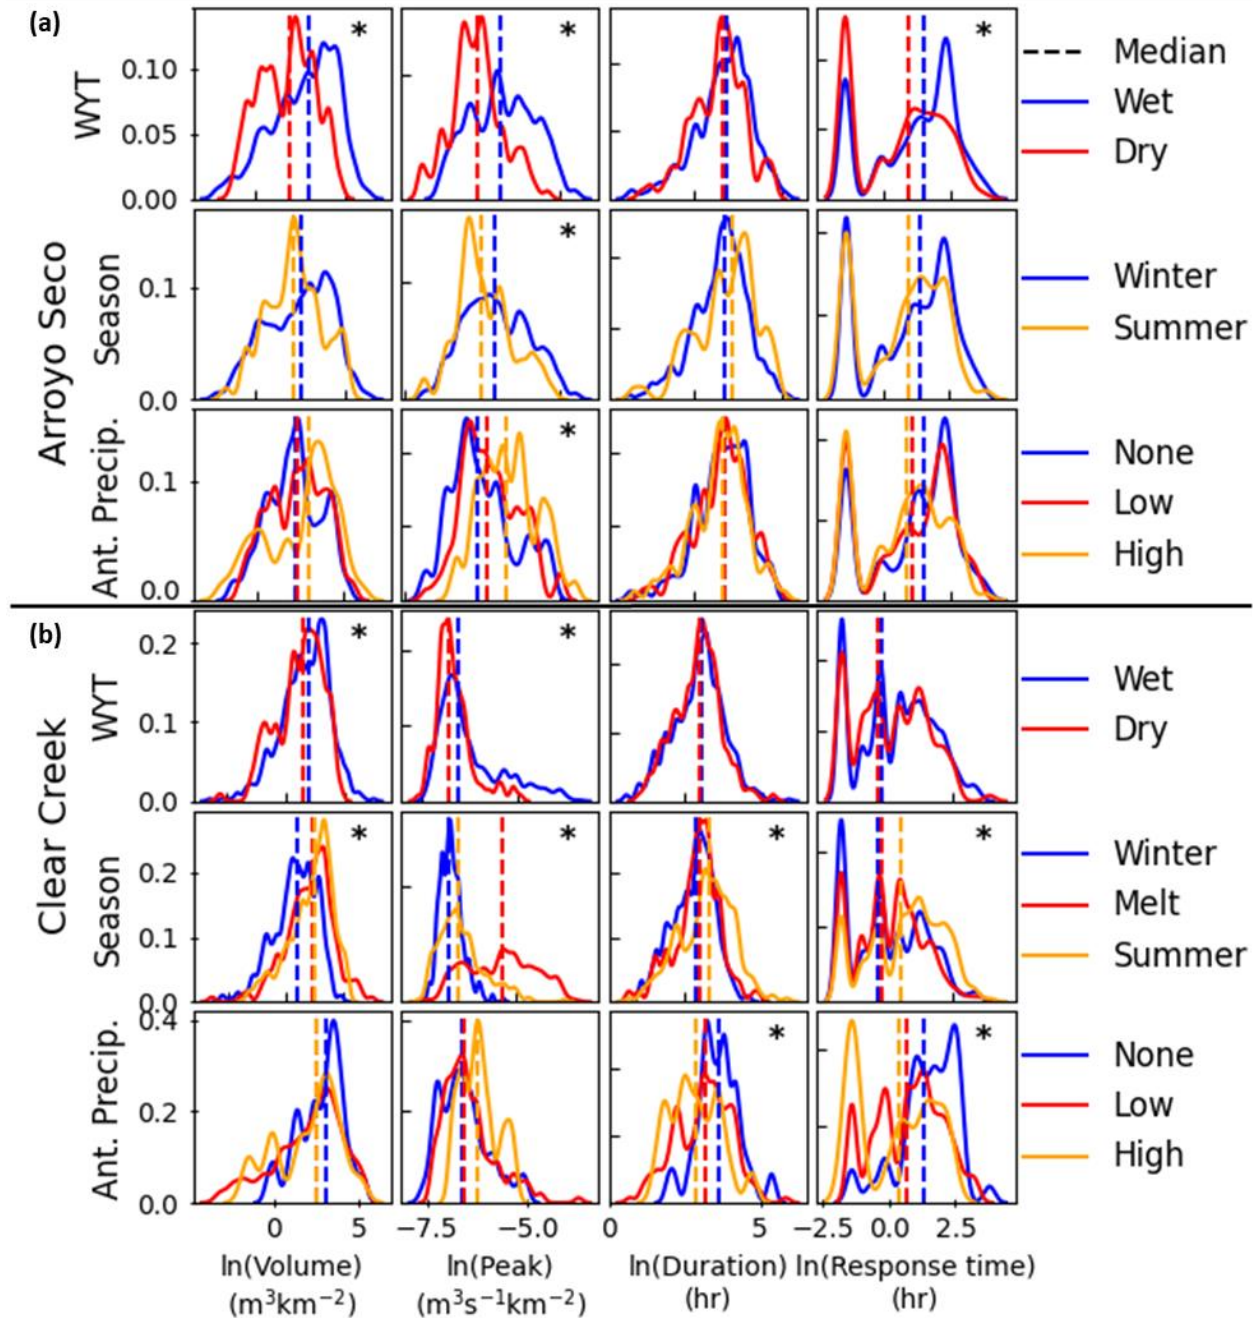 (a)
Arroyo Seco
WYT
0.10
0.05
0.00
* * *
Median
Wet
Dry
Season
0.1
0.0
*
Winter
Summer
Ant. Precip.
0.1
0.0
*
None
Low
High
(b)
Clear Creek
WYT
0.2
0.1
0.0
* *
Wet
Dry
Season
0.2
0.1
0.0
* * * *
Winter
Melt
Summer
Ant. Precip.
0.4
0.2
0.0
* *
None
Low
High
0 5 −7.5 −5.0 0 5 −2.5 0.0 2.5
ln(Volume) ln(Peak) ln(Duration) ln(Response time)
(m³km⁻²) (m³s⁻¹km⁻²) (hr) (hr)